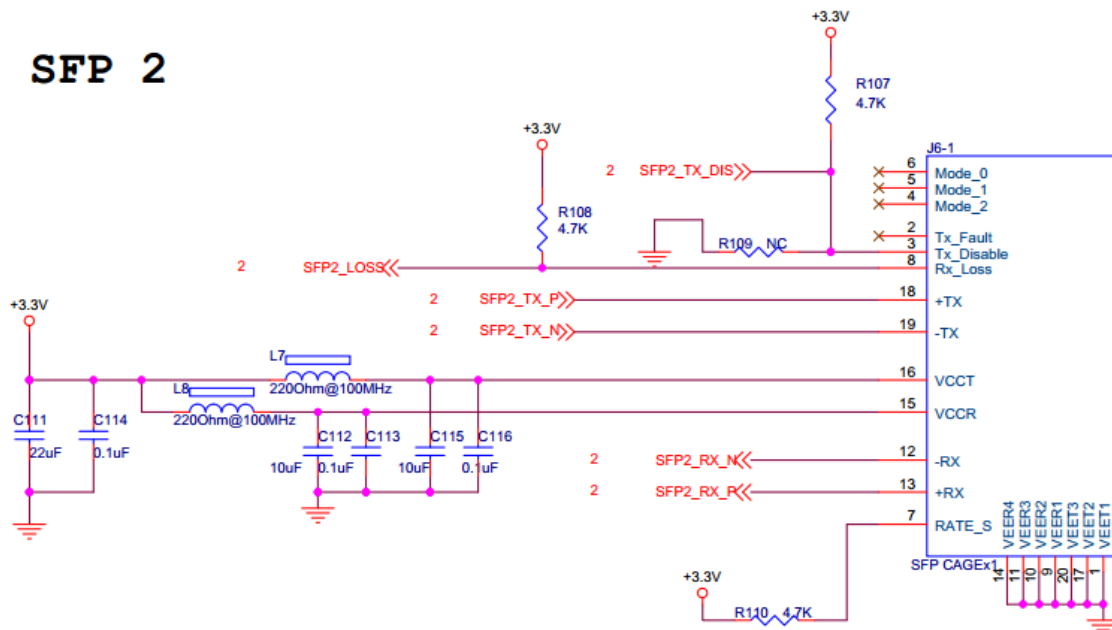 SFP 2
+3.3V
R107
4.7K
+3.3V
J6-1
2 SFP2_TX_DIS
6 Mode_0
5 Mode_1
4 Mode_2
R108
4.7K
2 Tx_Fault
R109 NC
3 Tx_Disable
2 SFP2_LOSS
8 Rx_Loss
2 SFP2_TX_P
18 +TX
+3.3V
2 SFP2_TX_N
19 -TX
L7
220Ohm@100MHz
16 VCCT
L8
220Ohm@100MHz
15 VCCR
C111
22uF
C114
0.1uF
C112
10uF
C113
0.1uF
C115
10uF
C116
0.1uF
2 SFP2_RX_N
12 -RX
2 SFP2_RX_P
13 +RX
7 RATE_S
VEER4
VEER3
VEER2
VEER1
VEET3
VEET2
VEET1
SFP CAGEx1
14
11
10
9
20
17
1
+3.3V
R110 4.7K